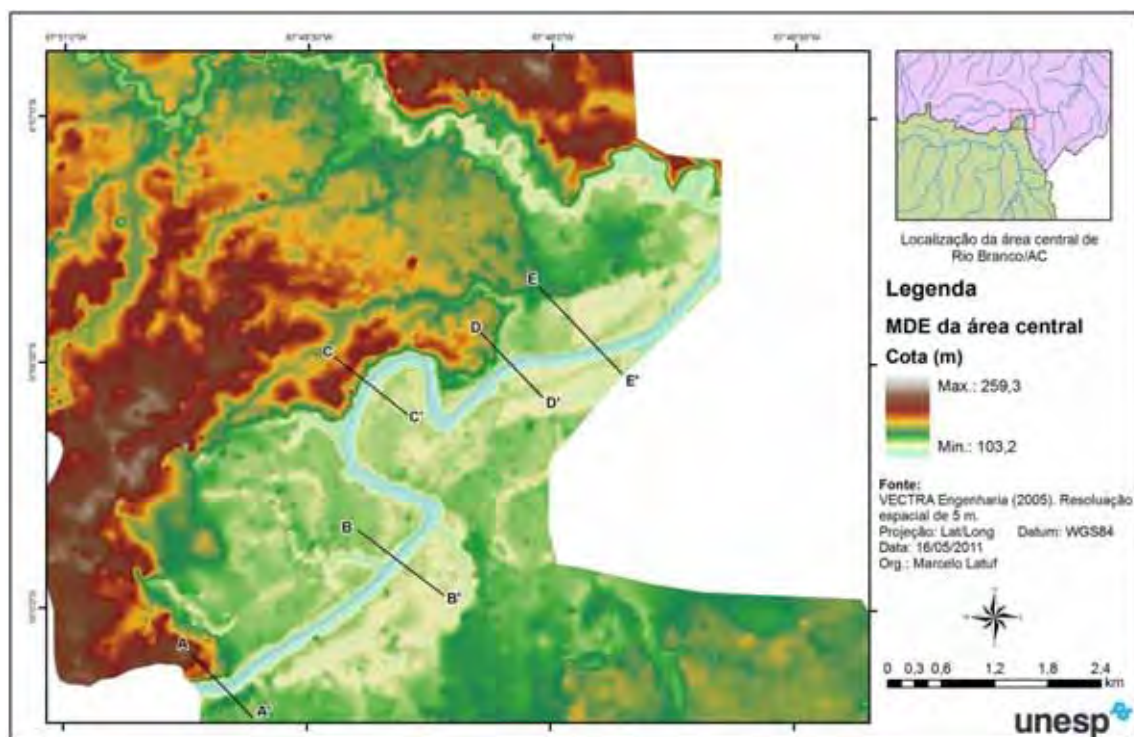 A
A'
B
B'
C
C'
D
D'
E
E'
Localização da área central de
Rio Branco/AC
Legenda
MDE da área central
Cota (m)
Max.: 259,3
Min.: 103,2
Fonte:
VECTRA Engenharia (2005). Resolução
espacial de 5 m.
Projeção: Lat/Long Datum: WGS84
Data: 16/05/2011
Org.: Marcelo Latuf
0 0,3 0,6 1,2 1,8 2,4
km
unesp